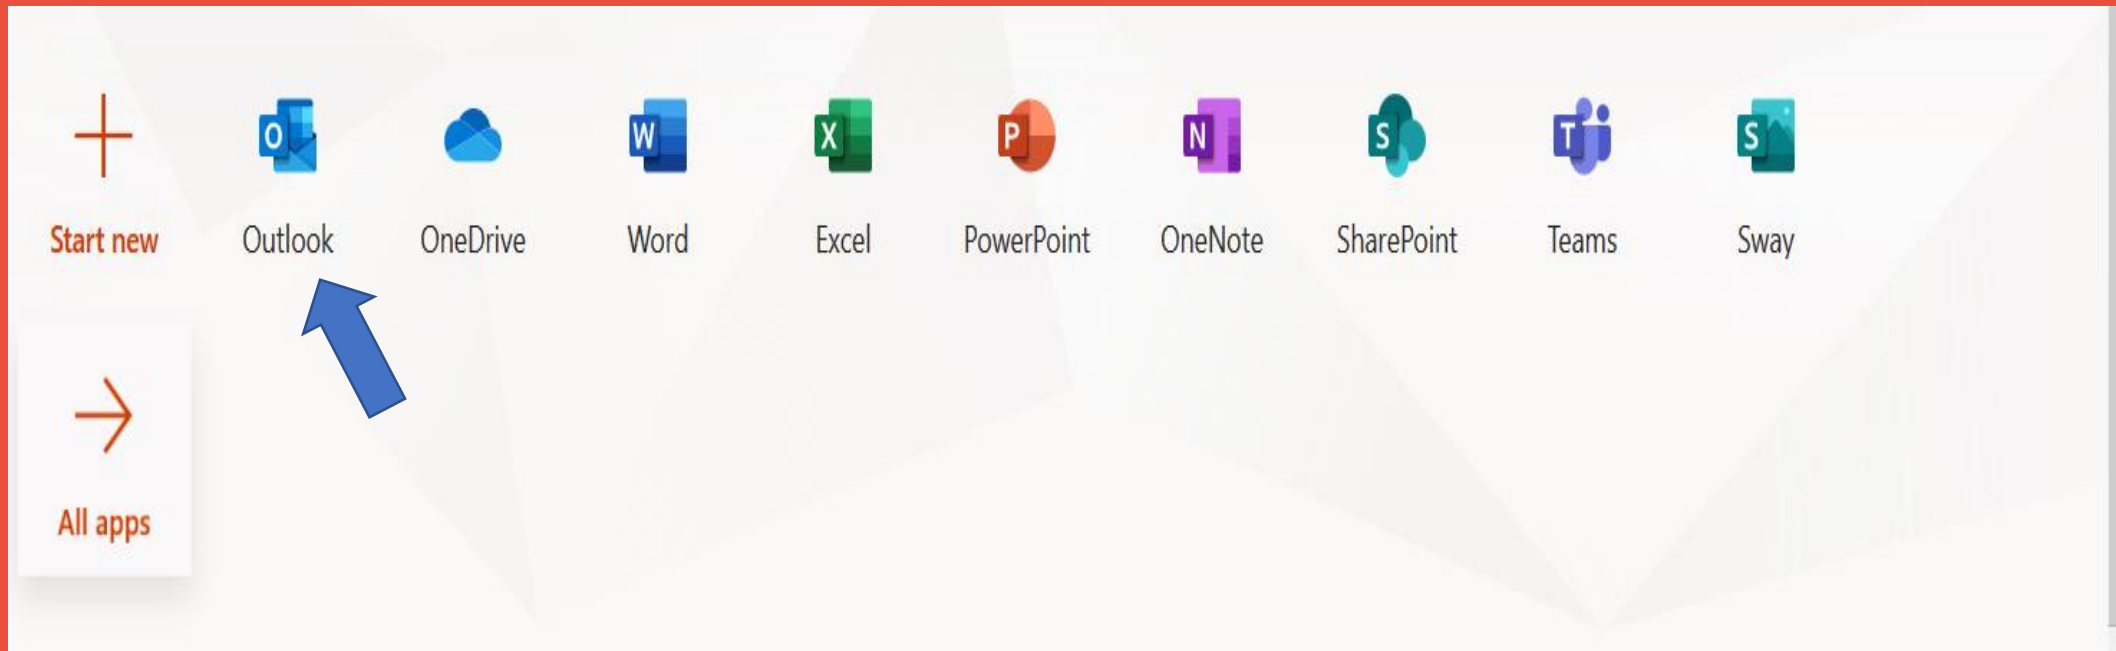 O W X P N S T S
Start new Outlook OneDrive Word Excel PowerPoint OneNote SharePoint Teams Sway
All apps